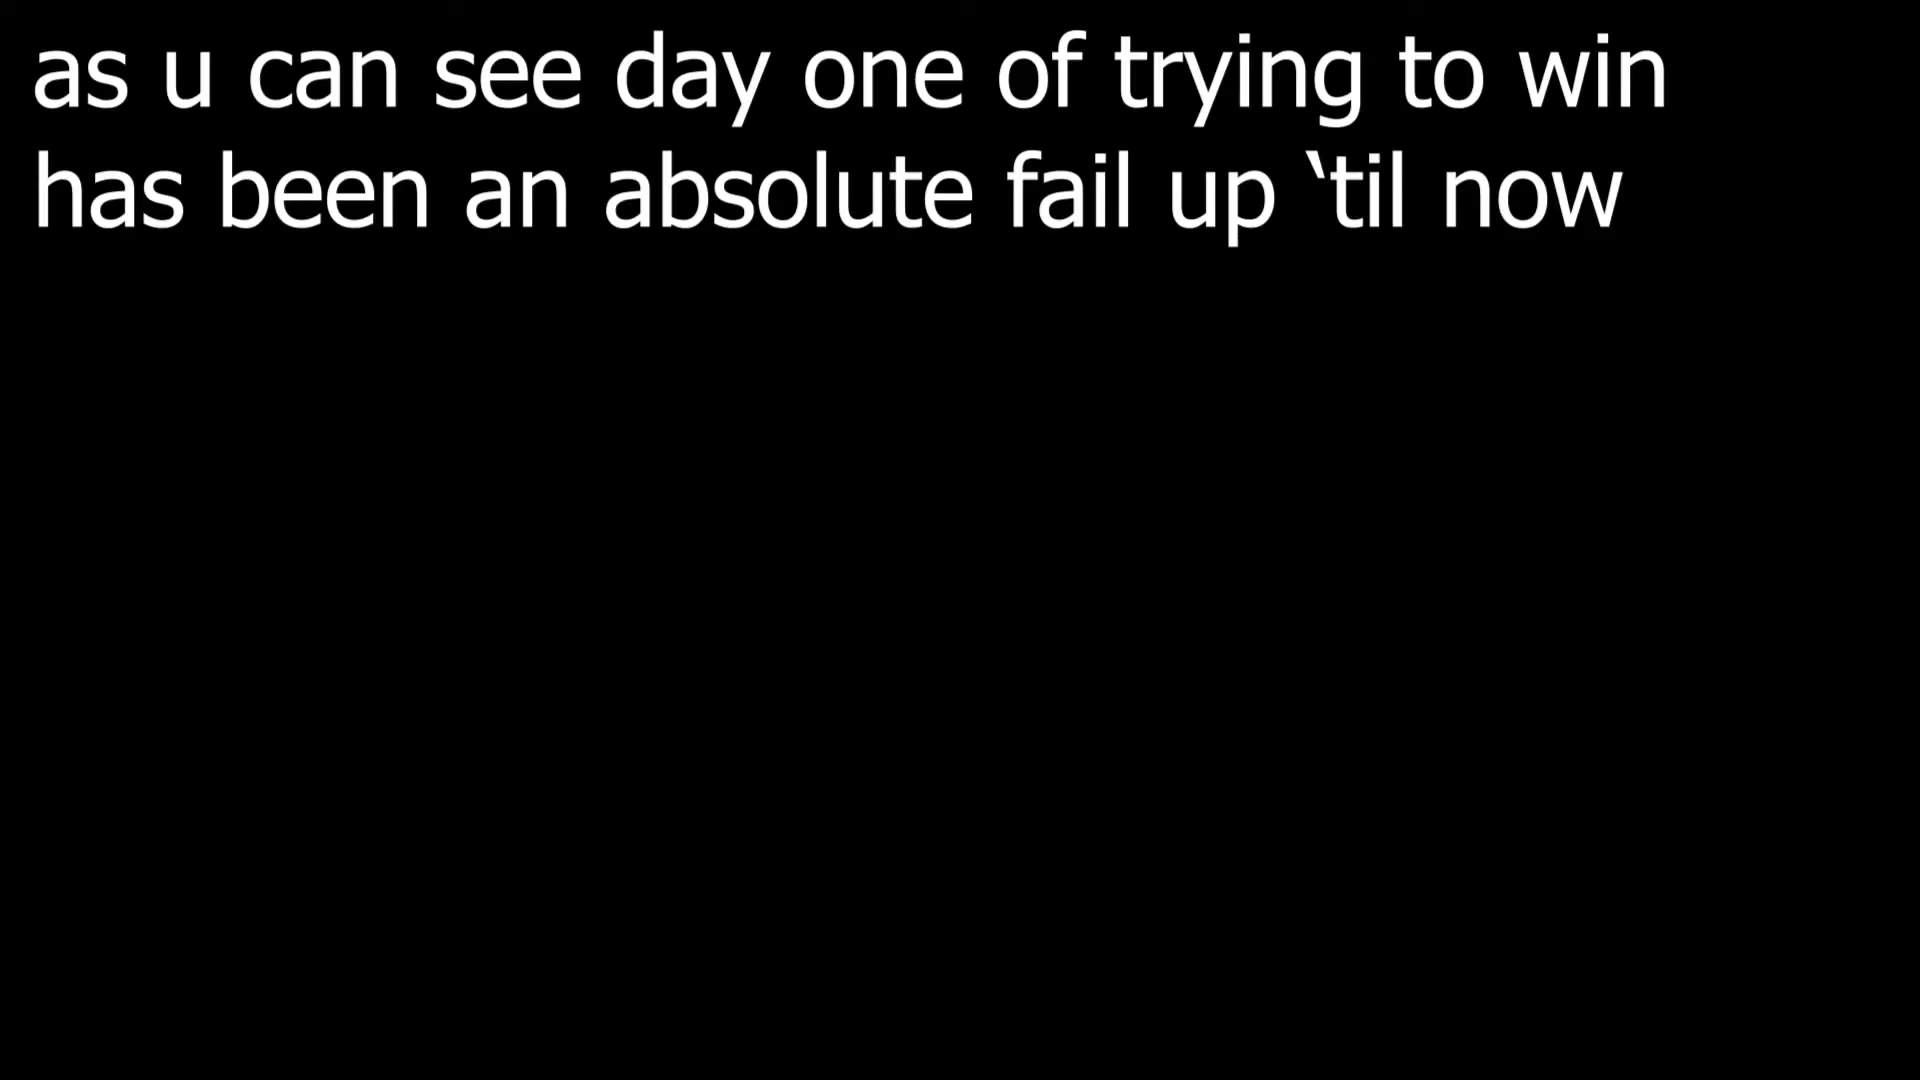 as u can see day one of trying to win
has been an absolute fail up ‘til now